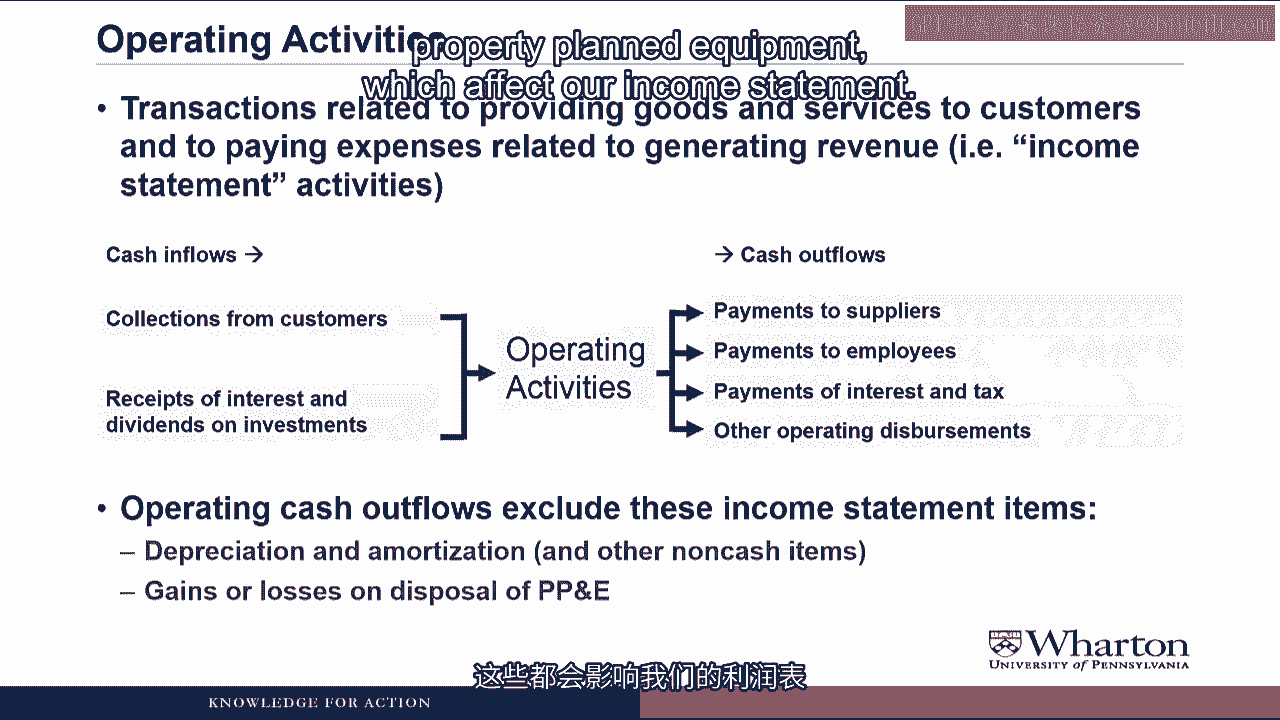 Operating Activities
property planned equipment,
which affect our income statement.
• Transactions related to providing goods and services to customers
and to paying expenses related to generating revenue (i.e. “income
statement” activities)
Cash inflows →
→ Cash outflows
Collections from customers
Receipts of interest and
dividends on investments
Operating
Activities
Payments to suppliers
Payments to employees
Payments of interest and tax
Other operating disbursements
• Operating cash outflows exclude these income statement items:
– Depreciation and amortization (and other noncash items)
– Gains or losses on disposal of PP&E
Wharton
UNIVERSITY of PENNSYLVANIA
这些都会影响我们的利润表
KNOWLEDGE FOR ACTION